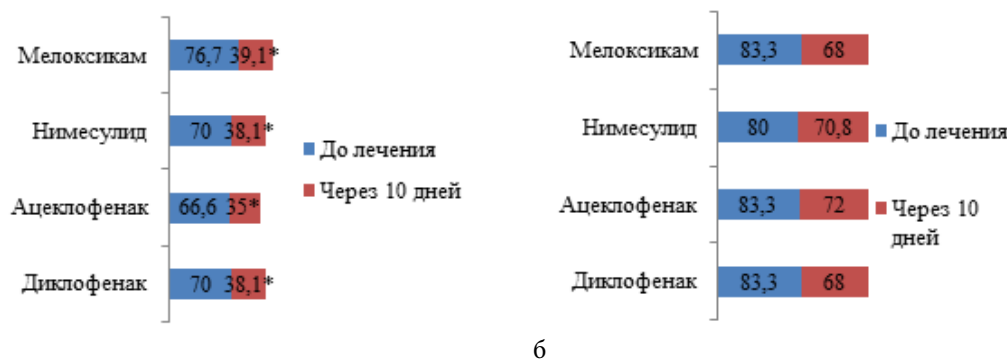 Мелоксикам 76,7 39,1*
Нимесулид 70 38,1*
Ацеклофенак 66,6 35*
Диклофенак 70 38,1*
До лечения
Через 10 дней
Мелоксикам 83,3 68
Нимесулид 80 70,8
Ацеклофенак 83,3 72
Диклофенак 83,3 68
До лечения
Через 10
дней
б